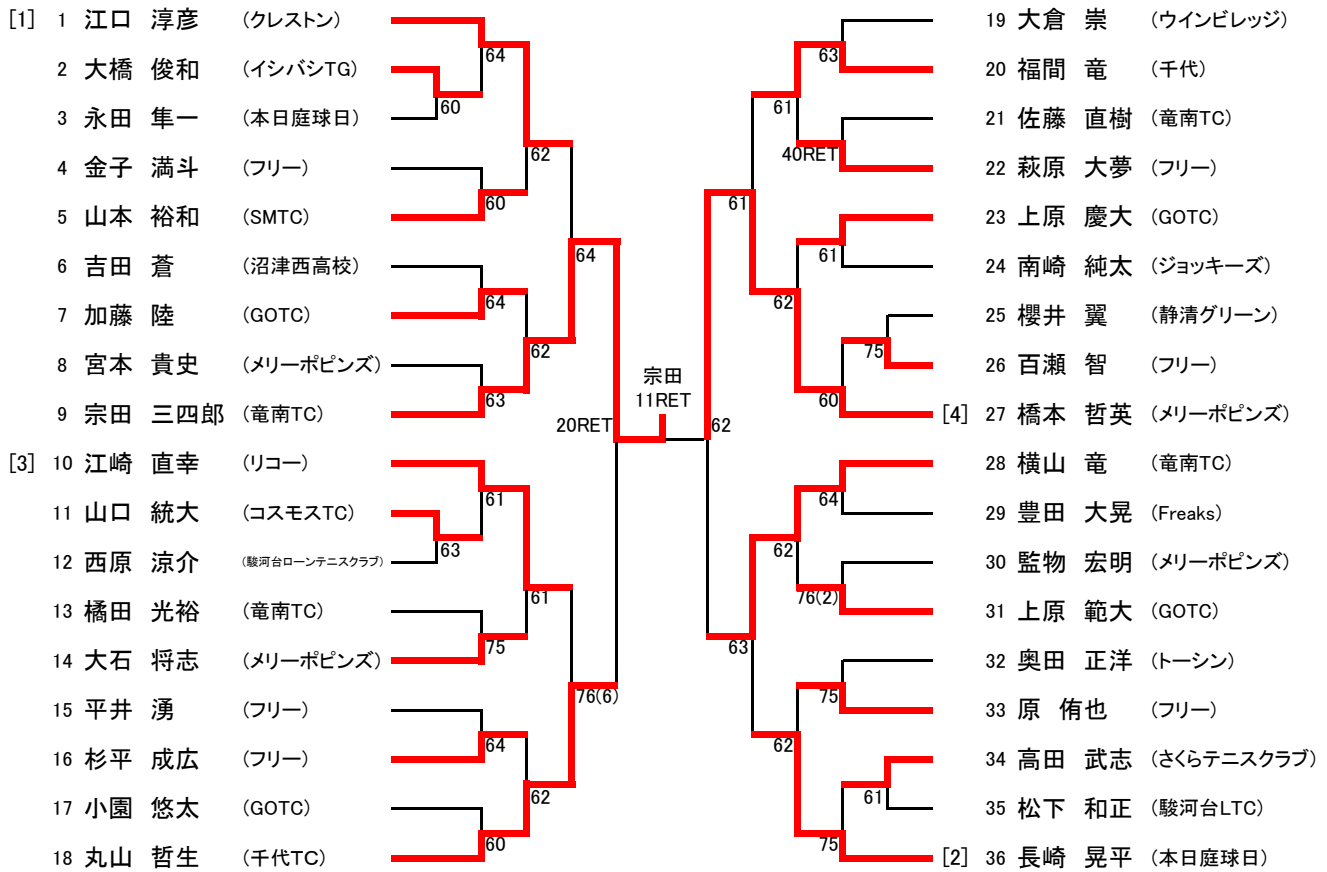 [1] 1 江口 淳彦 (クレストン)
2 大橋 俊和 (イシバシTG)
3 永田 隼一 (本日庭球日)
4 金子 満斗 (フリー)
5 山本 裕和 (SMTC)
6 吉田 蒼 (沼津西高校)
7 加藤 陸 (GOTC)
8 宮本 貴史 (メリーポピンズ)
9 宗田 三四郎 (竜南TC)
[3] 10 江崎 直幸 (リコー)
11 山口 統大 (コスモスTC)
12 西原 涼介 (駿河台ローンテニスクラブ)
13 橘田 光裕 (竜南TC)
14 大石 将志 (メリーポピンズ)
15 平井 湧 (フリー)
16 杉平 成広 (フリー)
17 小園 悠太 (GOTC)
18 丸山 哲生 (千代TC)
64
60
62
60
64
64
62
63
20RET
61
63
61
75
76(6)
64
62
60
宗田
11RET
63
61
40RET
61
61
62
75
60
62
64
62
76(2)
63
75
62
61
75
19 大倉 崇 (ウインビレッジ)
20 福間 竜 (千代)
21 佐藤 直樹 (竜南TC)
22 萩原 大夢 (フリー)
23 上原 慶大 (GOTC)
24 南崎 純太 (ジョッキーズ)
25 櫻井 翼 (静清グリーン)
26 百瀬 智 (フリー)
[4] 27 橋本 哲英 (メリーポピンズ)
28 横山 竜 (竜南TC)
29 豊田 大晃 (Freaks)
30 監物 宏明 (メリーポピンズ)
31 上原 範大 (GOTC)
32 奥田 正洋 (トーシン)
33 原 侑也 (フリー)
34 高田 武志 (さくらテニスクラブ)
35 松下 和正 (駿河台LTC)
[2] 36 長崎 晃平 (本日庭球日)